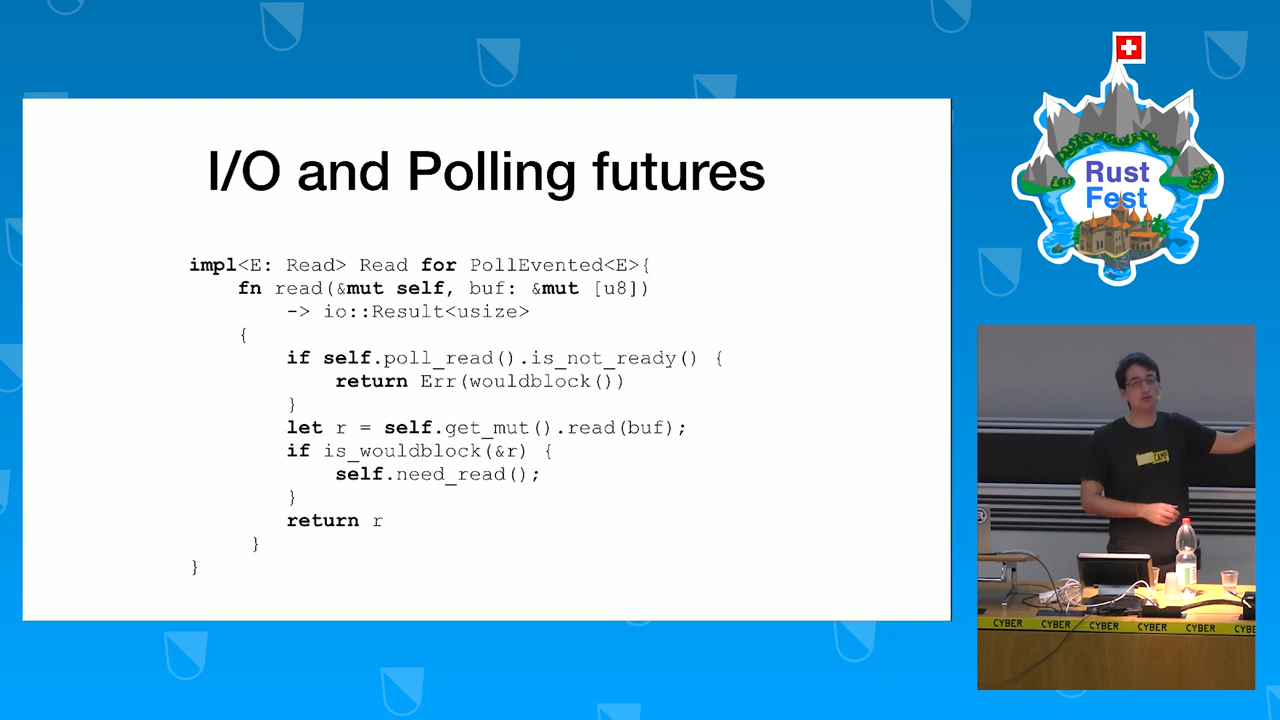 I/O and Polling futures
impl<E: Read> Read for PollEvented<E>{
fn read(&mut self, buf: &mut [u8])
-> io::Result<usize>
{
if self.poll_read().is_not_ready() {
return Err(wouldblock())
}
let r = self.get_mut().read(buf);
if is_wouldblock(&r) {
self.need_read();
}
return r
}
}
Rust
Fest
CAMP
CYBER CYBER CYBER CYBER CYBER